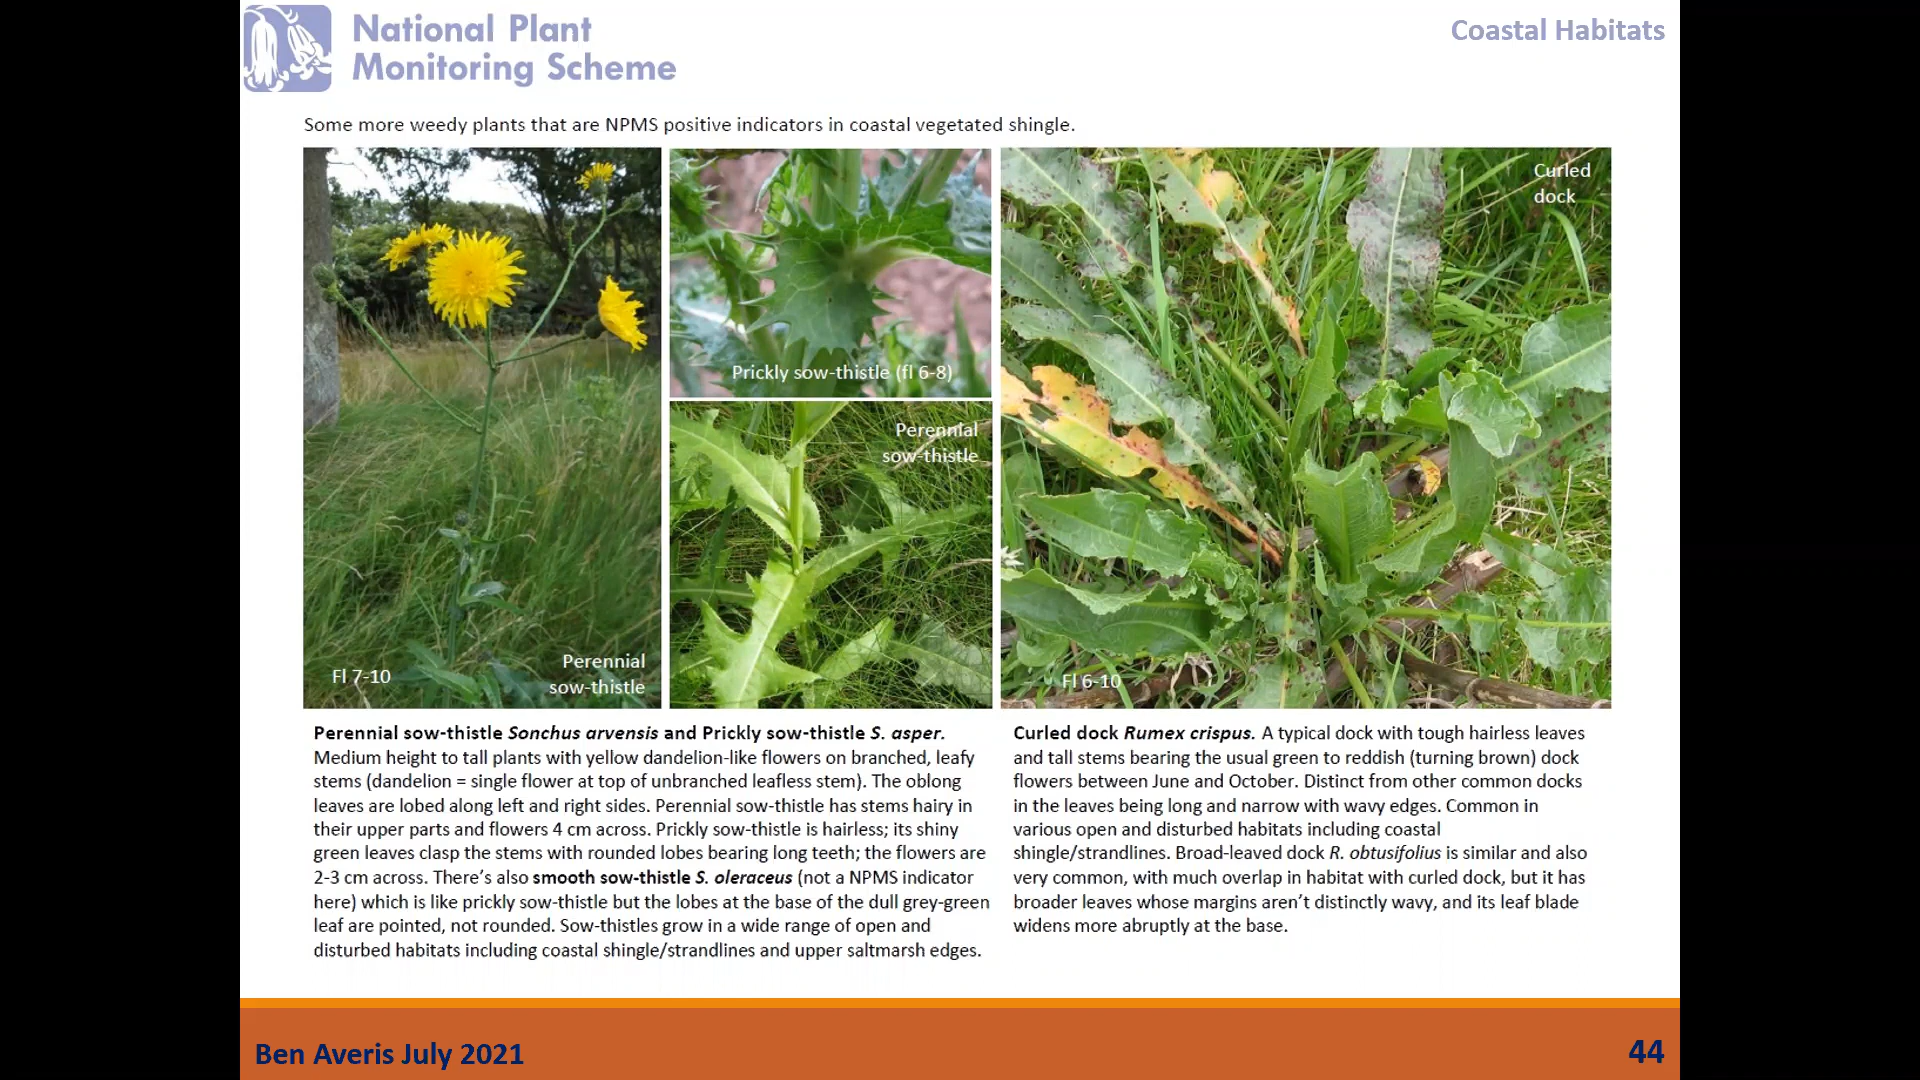 National Plant
Monitoring Scheme
Coastal Habitats
Some more weedy plants that are NPMS positive indicators in coastal vegetated shingle.
Fl 7-10
Perennial
sow-thistle
Prickly sow-thistle (fl 6-8)
Perennial
sow-thistle
Curled
dock
Fl 6-10
Perennial sow-thistle Sonchus arvensis and Prickly sow-thistle S. asper.
Medium height to tall plants with yellow dandelion-like flowers on branched, leafy
stems (dandelion = single flower at top of unbranched leafless stem). The oblong
leaves are lobed along left and right sides. Perennial sow-thistle has stems hairy in
their upper parts and flowers 4 cm across. Prickly sow-thistle is hairless; its shiny
green leaves clasp the stems with rounded lobes bearing long teeth; the flowers are
2-3 cm across. There's also smooth sow-thistle S. oleraceus (not a NPMS indicator
here) which is like prickly sow-thistle but the lobes at the base of the dull grey-green
leaf are pointed, not rounded. Sow-thistles grow in a wide range of open and
disturbed habitats including coastal shingle/strandlines and upper saltmarsh edges.
Curled dock Rumex crispus. A typical dock with tough hairless leaves
and tall stems bearing the usual green to reddish (turning brown) dock
flowers between June and October. Distinct from other common docks
in the leaves being long and narrow with wavy edges. Common in
various open and disturbed habitats including coastal
shingle/strandlines. Broad-leaved dock R. obtusifolius is similar and also
very common, with much overlap in habitat with curled dock, but it has
broader leaves whose margins aren't distinctly wavy, and its leaf blade
widens more abruptly at the base.
Ben Averis July 2021
44